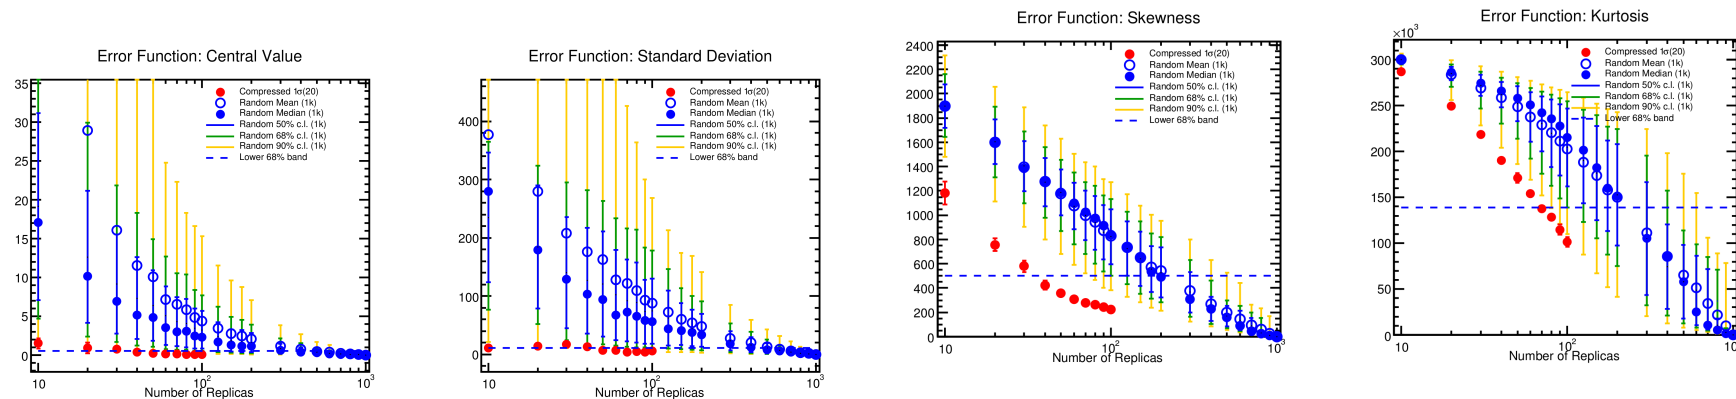 Error Function: Central Value
35
30
25
20
15
10
5
0
Compressed 1σ(20)
Random Mean (1k)
Random Median (1k)
Random 50% c.l. (1k)
Random 68% c.l. (1k)
Random 90% c.l. (1k)
Lower 68% band
10
10²
10³
Number of Replicas
Error Function: Standard Deviation
400
300
200
100
0
Compressed 1σ(20)
Random Mean (1k)
Random Median (1k)
Random 50% c.l. (1k)
Random 68% c.l. (1k)
Random 90% c.l. (1k)
Lower 68% band
10
10²
10³
Number of Replicas
Error Function: Skewness
2400
2200
2000
1800
1600
1400
1200
1000
800
600
400
200
0
Compressed 1σ(20)
Random Mean (1k)
Random Median (1k)
Random 50% c.l. (1k)
Random 68% c.l. (1k)
Random 90% c.l. (1k)
Lower 68% band
10
10²
10³
Number of Replicas
Error Function: Kurtosis
×10³
300
250
200
150
100
50
0
Compressed 1σ(20)
Random Mean (1k)
Random Median (1k)
Random 50% c.l. (1k)
Random 68% c.l. (1k)
Random 90% c.l. (1k)
Lower 68% band
10
10²
Number of Replicas